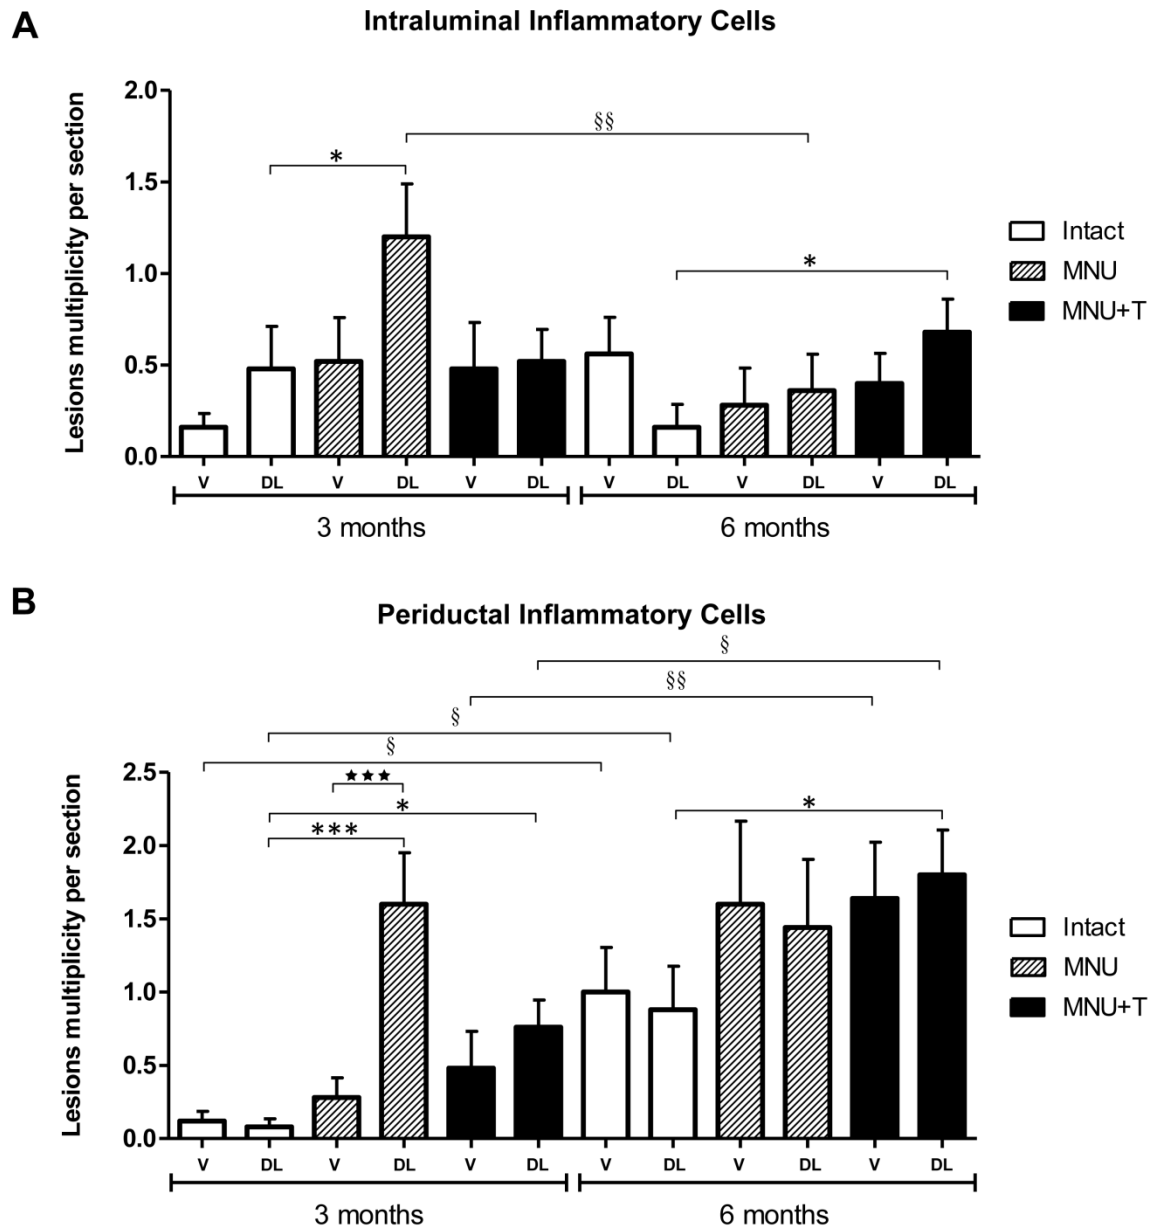 A
Intraluminal Inflammatory Cells
Lesions multiplicity per section
2.0
1.5
1.0
0.5
0.0
§§
*
*
Intact
MNU
MNU+T
V DL V DL V DL V DL V DL V DL
3 months 6 months
B
Periductal Inflammatory Cells
§
§§
§
§
Lesions multiplicity per section
2.5
2.0
1.5
1.0
0.5
0.0
★★★
*
***
*
Intact
MNU
MNU+T
V DL V DL V DL V DL V DL V DL
3 months 6 months